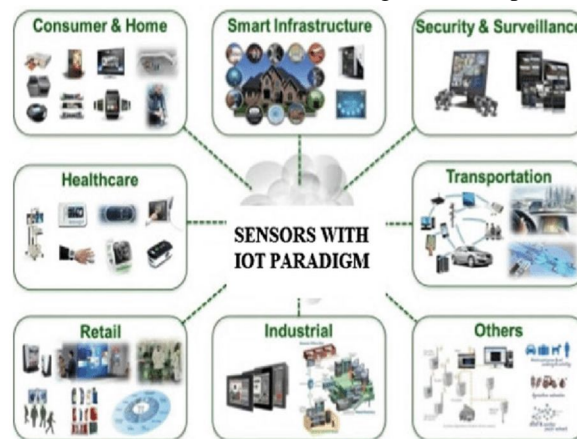 Consumer & Home
Smart Infrastructure
Security & Surveillance
Healthcare
SENSORS WITH
IOT PARADIGM
Transportation
Retail
Industrial
Others